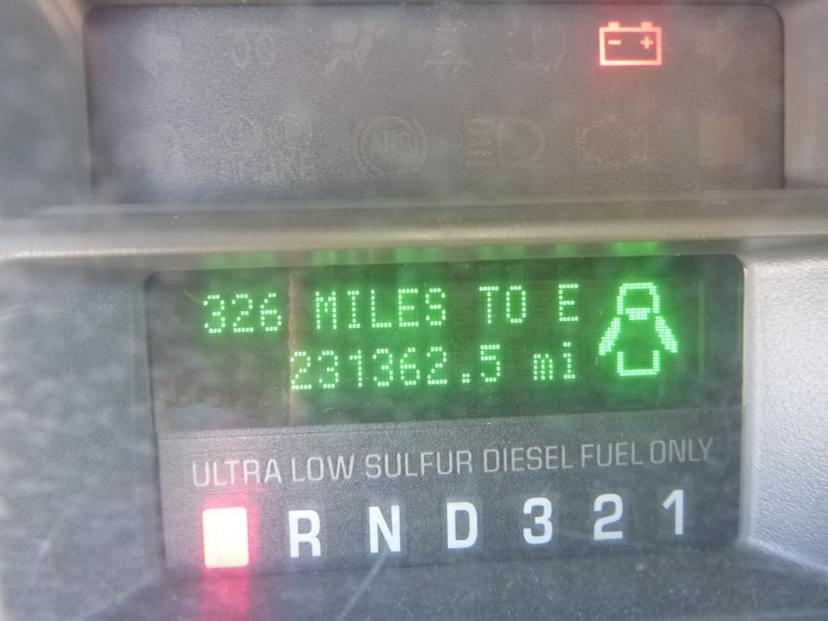 - +
326 MILES TO E
231362.5 mi
ULTRA LOW SULFUR DIESEL FUEL ONLY
R N D 3 2 1